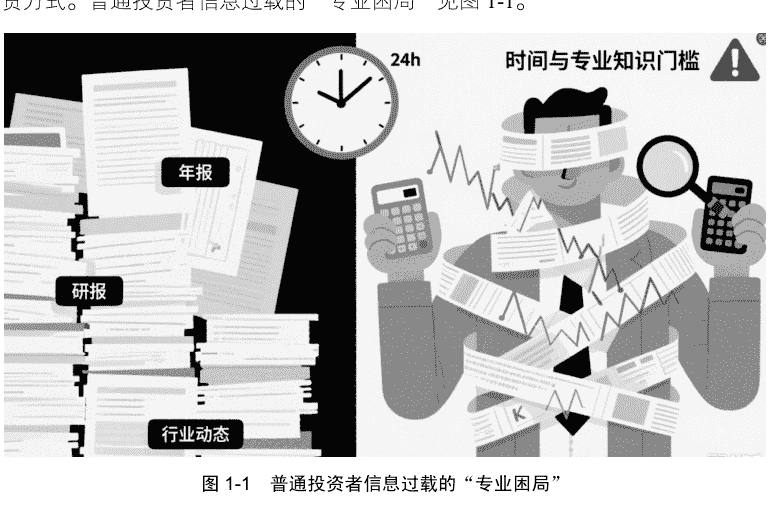 资方式。普通投资者信息过载的“专业困局”见图 1-1。
24h
时间与专业知识门槛
年报
研报
行业动态
K
图 1-1 普通投资者信息过载的“专业困局”